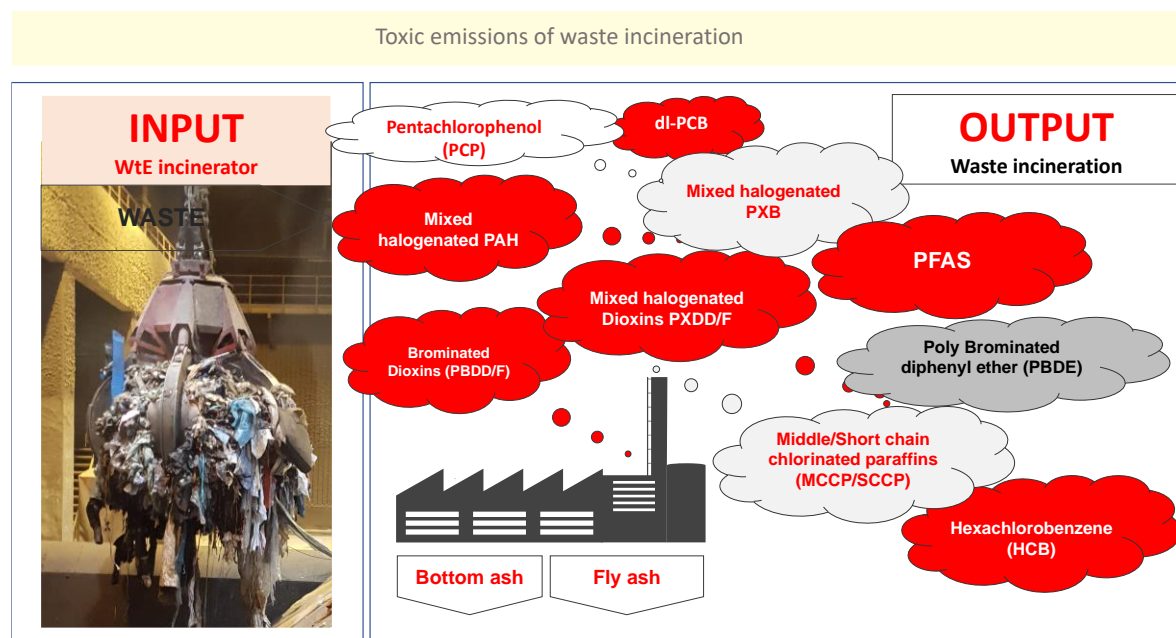 Toxic emissions of waste incineration
INPUT
WtE incinerator
WASTE
OUTPUT
Waste incineration
Pentachlorophenol
(PCP)
dl-PCB
Mixed halogenated
PXB
Mixed
halogenated PAH
PFAS
Mixed halogenated
Dioxins PXDD/F
Brominated
Dioxins (PBDD/F)
Poly Brominated
diphenyl ether (PBDE)
Middle/Short chain
chlorinated paraffins
(MCCP/SCCP)
Hexachlorobenzene
(HCB)
Bottom ash
Fly ash